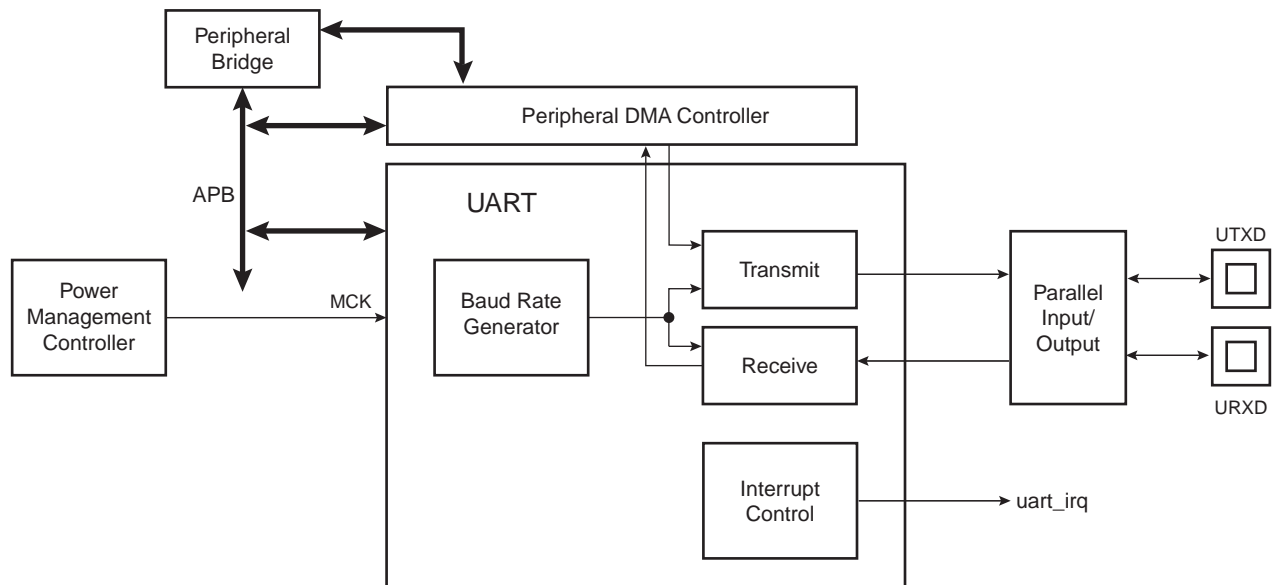 Peripheral
Bridge
Peripheral DMA Controller
APB
UART
Power
Management
Controller
MCK
Baud Rate
Generator
Transmit
Receive
Parallel
Input/
Output
UTXD
URXD
Interrupt
Control
uart_irq